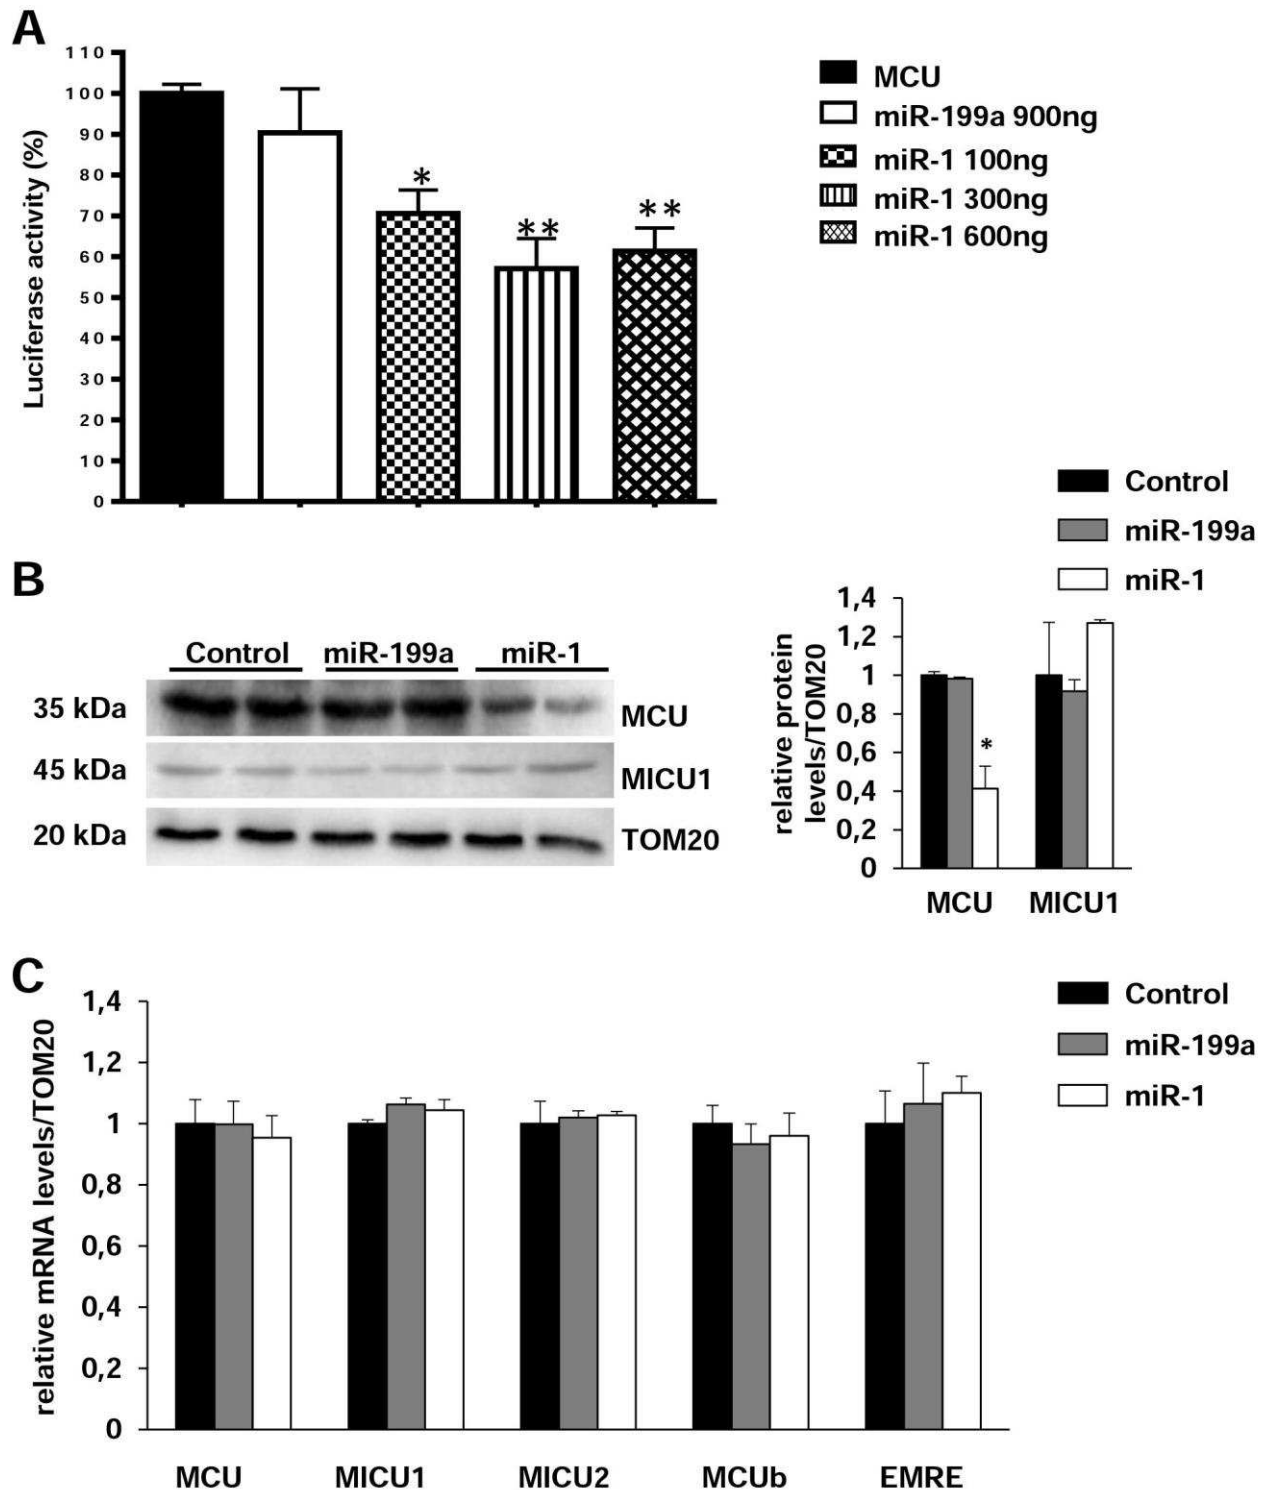 A
110
100
90
80
70
60
50
40
30
20
10
0
Luciferase activity (%)
*
**
**
MCU
miR-199a 900ng
miR-1 100ng
miR-1 300ng
miR-1 600ng
B
Control miR-199a miR-1
35 kDa MCU
45 kDa MICU1
20 kDa TOM20
Control
miR-199a
miR-1
relative protein
levels/TOM20
1,4
1,2
1
0,8
0,6
0,4
0,2
0
*
MCU MICU1
C
relative mRNA levels/TOM20
1,4
1,2
1
0,8
0,6
0,4
0,2
0
MCU MICU1 MICU2 MCUb EMRE
Control
miR-199a
miR-1